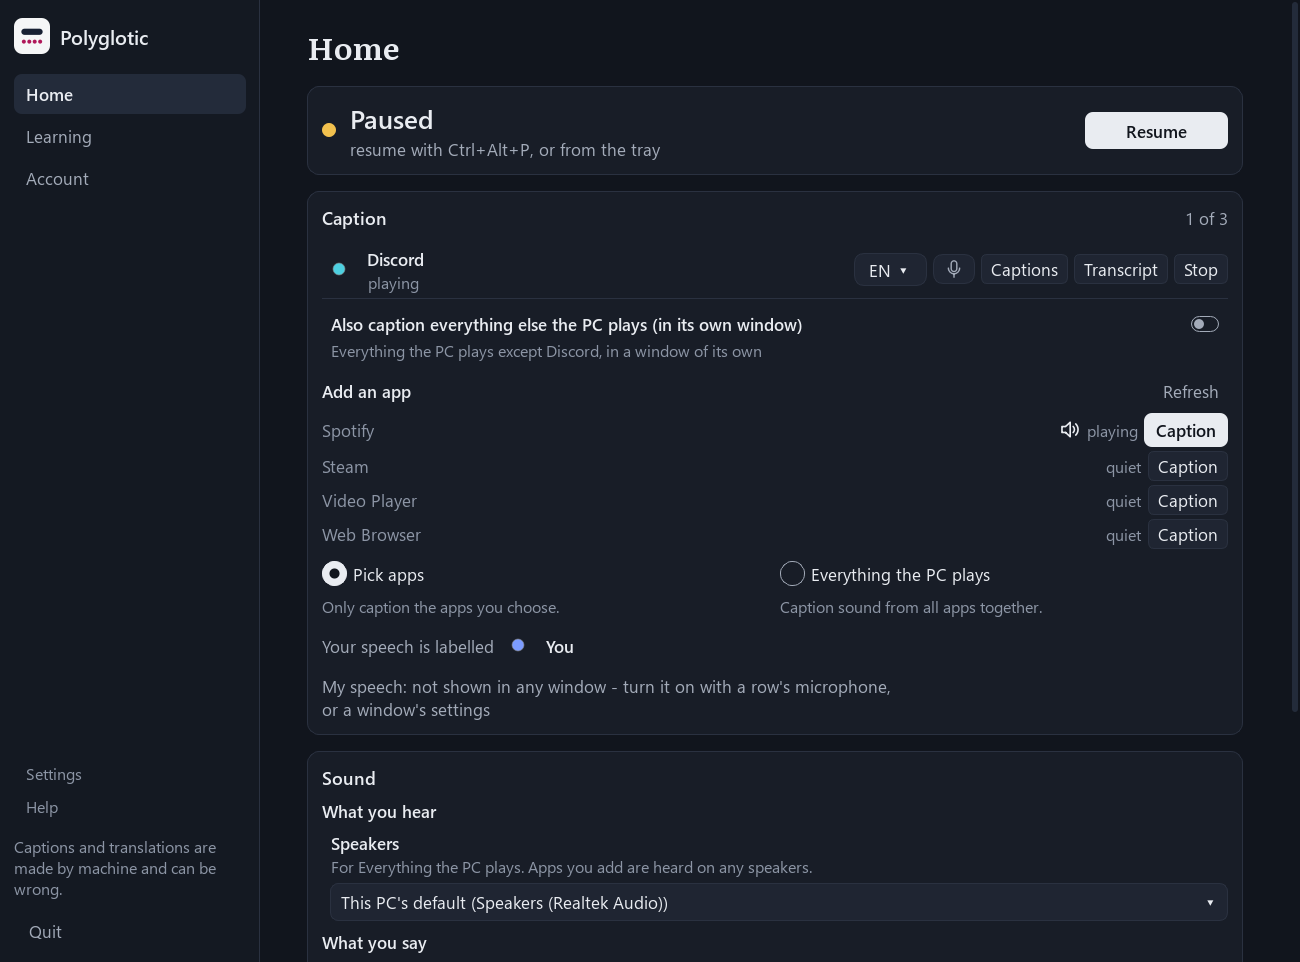 Polyglotic
Home
Learning
Account
Settings
Help
Captions and translations are
made by machine and can be
wrong.
Quit
Home
Paused
resume with Ctrl+Alt+P, or from the tray
Resume
Caption
1 of 3
Discord
playing
EN
Captions
Transcript
Stop
Also caption everything else the PC plays (in its own window)
Everything the PC plays except Discord, in a window of its own
Add an app
Refresh
Spotify
playing
Caption
Steam
quiet
Caption
Video Player
quiet
Caption
Web Browser
quiet
Caption
Pick apps
Only caption the apps you choose.
Everything the PC plays
Caption sound from all apps together.
Your speech is labelled
You
My speech: not shown in any window - turn it on with a row's microphone,
or a window's settings
Sound
What you hear
Speakers
For Everything the PC plays. Apps you add are heard on any speakers.
This PC's default (Speakers (Realtek Audio))
What you say